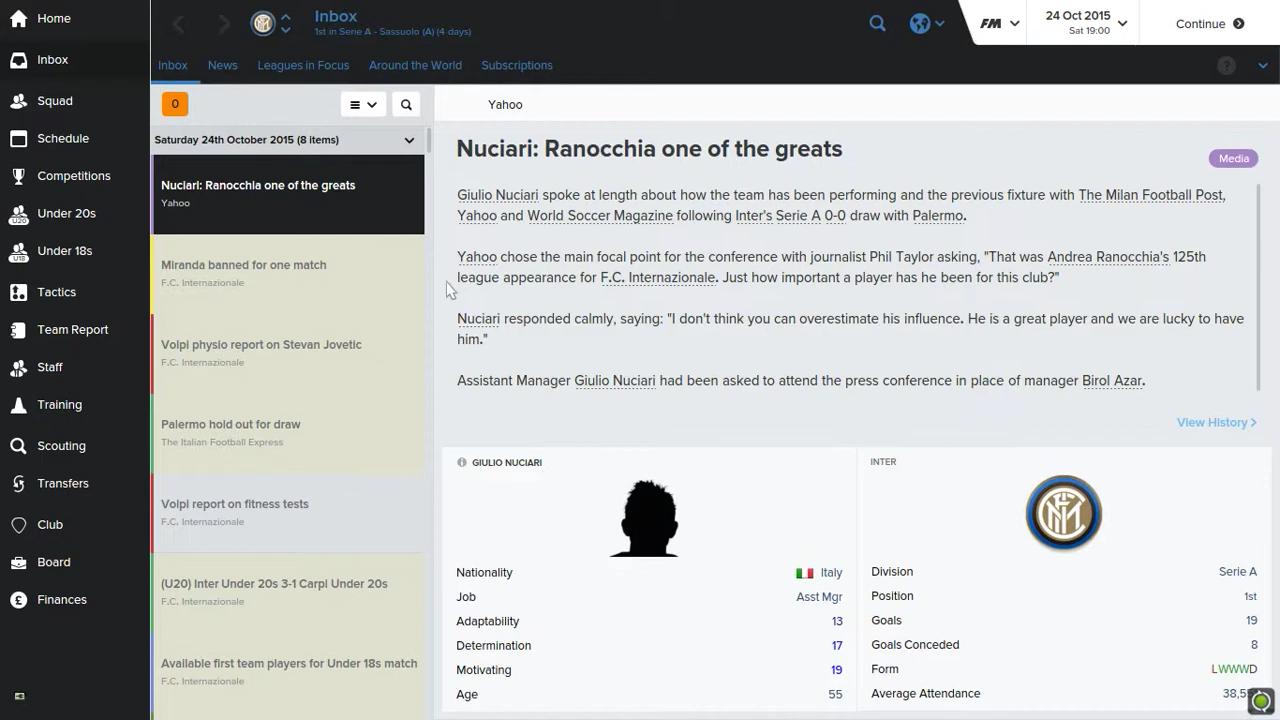 Home
Inbox
Squad
Schedule
Competitions
U20
Under 20s
U18
Under 18s
Tactics
Team Report
Staff
Training
Scouting
Transfers
Club
Board
£
Finances
Inbox
1st in Serie A - Sassuolo (A) (4 days)
FM
24 Oct 2015
Sat 19:00
Continue
Inbox
News
Leagues in Focus
Around the World
Subscriptions
?
0
Yahoo
Saturday 24th October 2015 (8 items)
Nuciari: Ranocchia one of the greats
Yahoo
Miranda banned for one match
F.C. Internazionale
Volpi physio report on Stevan Jovetic
F.C. Internazionale
Palermo hold out for draw
The Italian Football Express
Volpi report on fitness tests
F.C. Internazionale
(U20) Inter Under 20s 3-1 Carpi Under 20s
F.C. Internazionale
Available first team players for Under 18s match
F.C. Internazionale
Nuciari: Ranocchia one of the greats
Media
Giulio Nuciari spoke at length about how the team has been performing and the previous fixture with The Milan Football Post,
Yahoo and World Soccer Magazine following Inter's Serie A 0-0 draw with Palermo.
Yahoo chose the main focal point for the conference with journalist Phil Taylor asking, "That was Andrea Ranocchia's 125th
league appearance for F.C. Internazionale. Just how important a player has he been for this club?"
Nuciari responded calmly, saying: "I don't think you can overestimate his influence. He is a great player and we are lucky to have
him."
Assistant Manager Giulio Nuciari had been asked to attend the press conference in place of manager Birol Azar.
View History
GIULIO NUCIARI
Nationality Italy
Job Asst Mgr
Adaptability 13
Determination 17
Motivating 19
Age 55
INTER
Division Serie A
Position 1st
Goals 19
Goals Conceded 8
Form LWWWD
Average Attendance